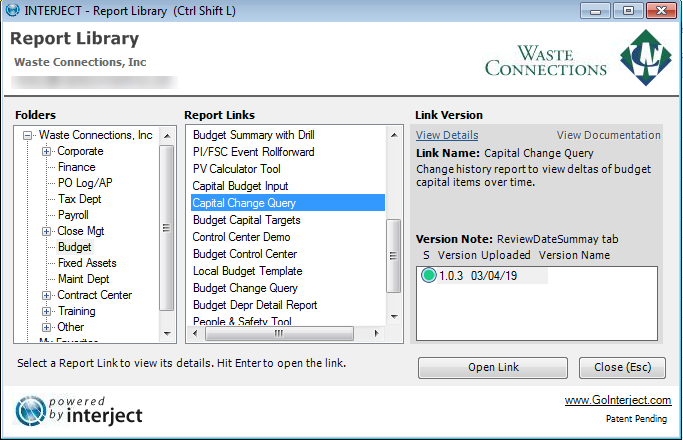 INTERJECT - Report Library (Ctrl Shift L)
Report Library
Waste Connections, Inc
WASTE
CONNECTIONS
Folders
Waste Connections, Inc
Corporate
Finance
PO Log/AP
Tax Dept
Payroll
Close Mgt
Budget
Fixed Assets
Maint Dept
Contract Center
Training
Other
My Favorites
Report Links
Budget Summary with Drill
PI/FSC Event Rollforward
PV Calculator Tool
Capital Budget Input
Capital Change Query
Budget Capital Targets
Control Center Demo
Budget Control Center
Local Budget Template
Budget Change Query
Budget Depr Detail Report
People & Safety Tool
Link Version
View Details View Documentation
Link Name: Capital Change Query
Change history report to view deltas of budget
capital items over time.
Version Note: ReviewDateSummay tab
S Version Uploaded Version Name
1.0.3 03/04/19
Select a Report Link to view its details. Hit Enter to open the link.
Open Link
Close (Esc)
powered
by interject
www.GoInterject.com
Patent Pending